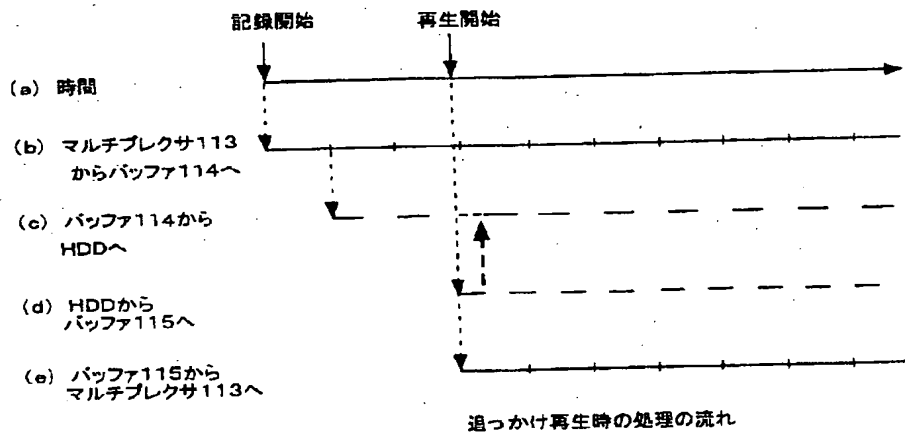 記録開始
再生開始
(a) 時間
(b) マルチプレクサ113
からバッファ114へ
(c) バッファ114から
HDDへ
(d) HDDから
バッファ115へ
(e) バッファ115から
マルチプレクサ113へ
追っかけ再生時の処理の流れ